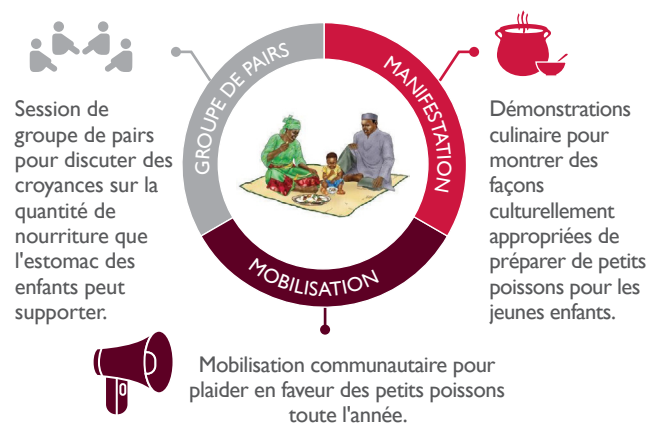 GROUPE DE PAIRS
MANIFESTATION
MOBILISATION
Session de
groupe de pairs
pour discuter des
croyances sur la
quantité de
nourriture que
l'estomac des
enfants peut
supporter.
Démonstrations
culinaire pour
montrer des
façons
culturellement
appropriées de
préparer de petits
poissons pour les
jeunes enfants.
Mobilisation communautaire pour
plaider en faveur des petits poissons
toute l'année.